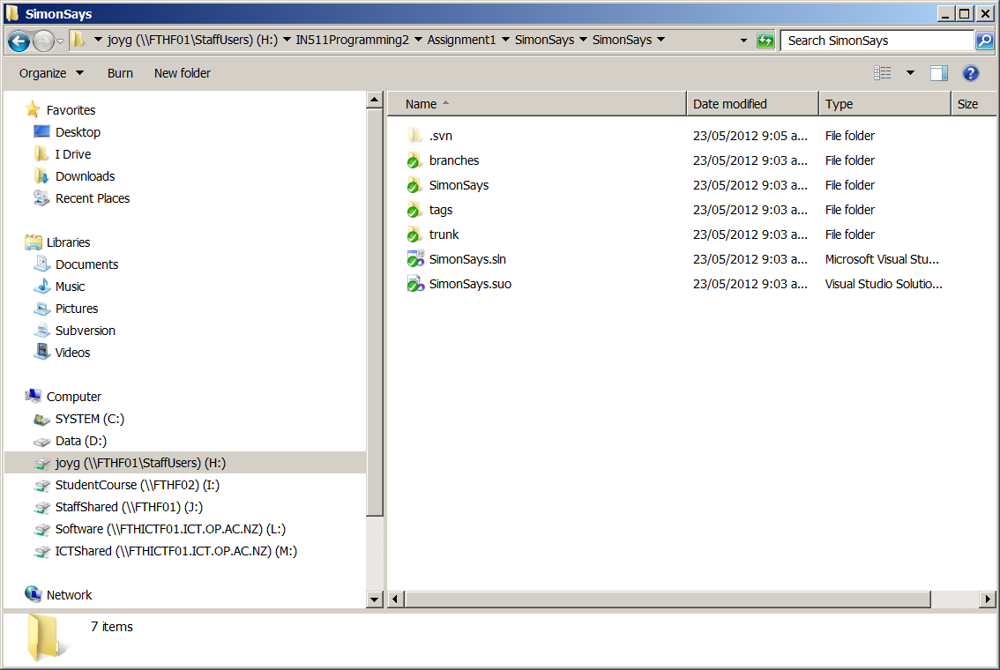 SimonSays
joyg (\\FTHF01\StaffUsers) (H:) IN511Programming2 Assignment1 SimonSays SimonSays
Search SimonSays
Organize Burn New folder
Favorites
Desktop
I Drive
Downloads
Recent Places
Libraries
Documents
Music
Pictures
Subversion
Videos
Computer
SYSTEM (C:)
Data (D:)
joyg (\\FTHF01\StaffUsers) (H:)
StudentCourse (\\FTHF02) (I:)
StaffShared (\\FTHF01) (J:)
Software (\\FTHICTF01.ICT.OP.AC.NZ) (L:)
ICTShared (\\FTHICTF01.ICT.OP.AC.NZ) (M:)
Network
Name Date modified Type Size
.svn 23/05/2012 9:05 a... File folder
branches 23/05/2012 9:03 a... File folder
SimonSays 23/05/2012 9:03 a... File folder
tags 23/05/2012 9:03 a... File folder
trunk 23/05/2012 9:03 a... File folder
SimonSays.sln 23/05/2012 9:03 a... Microsoft Visual Stu...
SimonSays.suo 23/05/2012 9:03 a... Visual Studio Solutio...
7 items